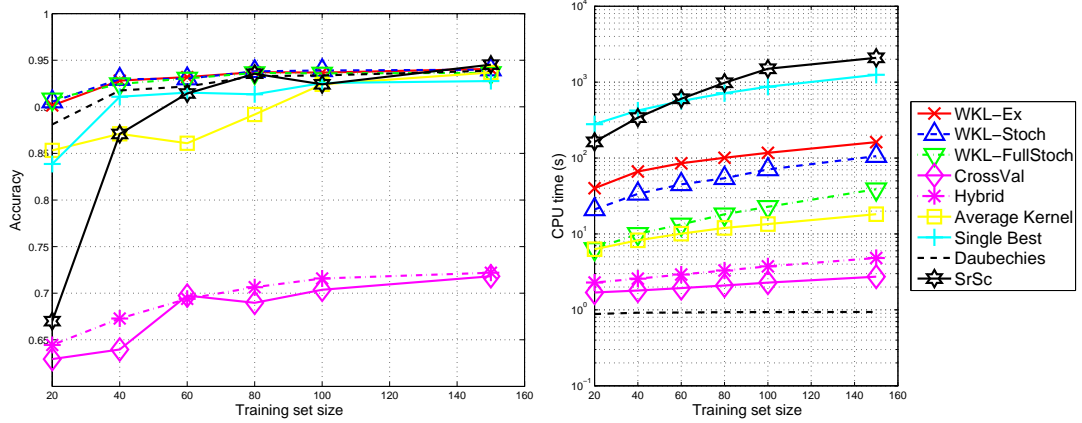 1
0.95
0.9
0.85
0.8
0.75
0.7
0.65
20
40
60
80
100
120
140
160
Accuracy
Training set size
10^4
10^3
10^2
10^1
10^0
10^-1
20
40
60
80
100
120
140
160
CPU time (s)
Training set size
WKL-Ex
WKL-Stoch
WKL-FullStoch
CrossVal
Hybrid
Average Kernel
Single Best
Daubechies
SrSc